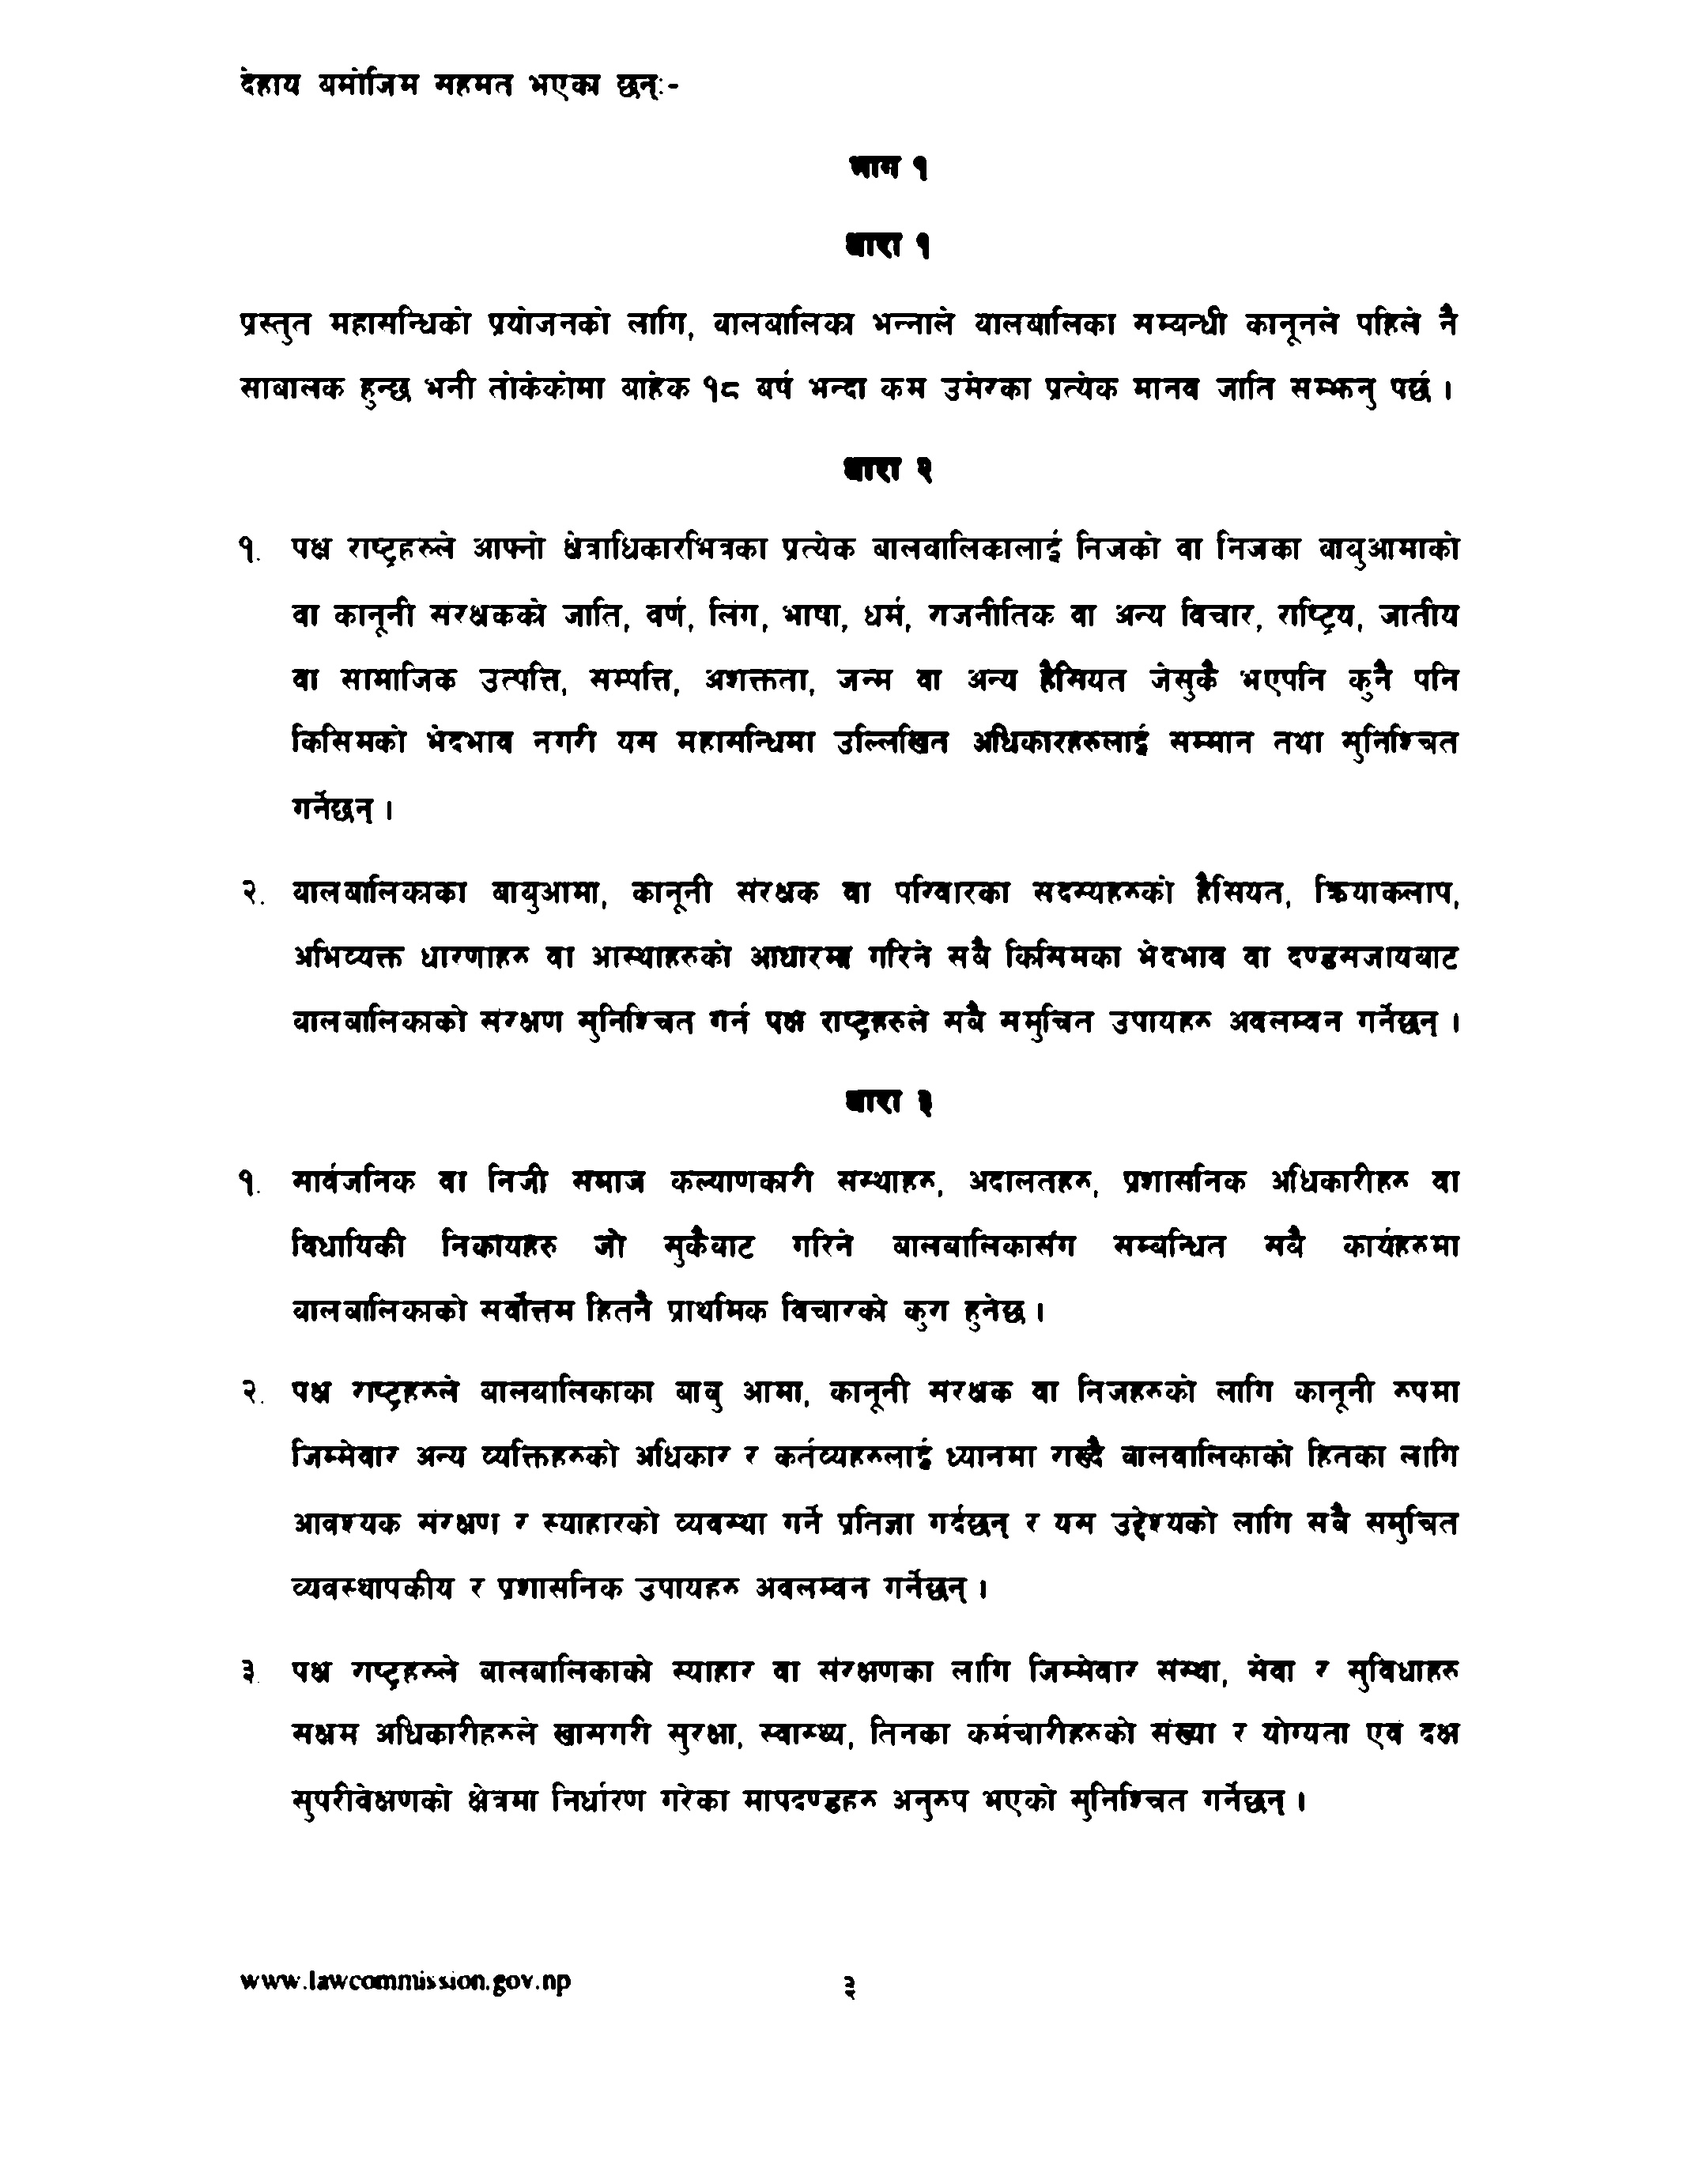 देहाय बमोजिम सहमत भएका छन्ः-
भाग १
धारा १
प्रस्तुत महासन्धिको प्रयोजनको लागि, बालबालिका भन्नाले बालबालिका सम्बन्धी कानूनले पहिले नै
साबालक हुन्छ भनी तोकेकोमा बाहेक १८ बर्ष भन्दा कम उमेरका प्रत्येक मानव जाति सम्झनु पर्छ ।
धारा २
१. पक्ष राष्ट्रहरुले आफ्नो क्षेत्राधिकारभित्रका प्रत्येक बालबालिकालाई निजको वा निजका बाबुआमाको
वा कानूनी संरक्षकको जाति, वर्ण, लिंग, भाषा, धर्म, राजनीतिक वा अन्य विचार, राष्ट्रिय, जातीय
वा सामाजिक उत्पत्ति, सम्पत्ति, अशक्तता, जन्म वा अन्य हैसियत जेसुकै भएपनि कुनै पनि
किसिमको भेदभाव नगरी यस महासन्धिमा उल्लिखित अधिकारहरुलाई सम्मान तथा सुनिश्चित
गर्नेछन् ।
२. बालबालिकाका बाबुआमा, कानूनी संरक्षक वा परिवारका सदस्यहरुको हैसियत, क्रियाकलाप,
अभिव्यक्त धारणाहरु वा आस्थाहरुको आधारमा गरिने सबै किसिमका भेदभाव वा दण्डसजायबाट
बालबालिकाको संरक्षण सुनिश्चित गर्न पक्ष राष्ट्रहरुले सबै समुचित उपायहरु अवलम्बन गर्नेछन् ।
धारा ३
१. सार्वजनिक वा निजी समाज कल्याणकारी संस्थाहरु, अदालतहरु, प्रशासनिक अधिकारीहरु वा
विधायिकी निकायहरु जो सुकैबाट गरिने बालबालिकासंग सम्बन्धित सबै कार्यहरुमा
बालबालिकाको सर्वोत्तम हितनै प्राथमिक विचारको कुरा हुनेछ ।
२. पक्ष राष्ट्रहरुले बालबालिकाका बाबु आमा, कानूनी संरक्षक वा निजहरुको लागि कानूनी रुपमा
जिम्मेवार अन्य व्यक्तिहरुको अधिकार र कर्तव्यहरुलाई ध्यानमा राख्दै बालबालिकाको हितका लागि
आवश्यक संरक्षण र स्याहारको व्यवस्था गर्ने प्रतिज्ञा गर्दछन् र यस उद्देश्यको लागि सबै समुचित
व्यवस्थापकीय र प्रशासनिक उपायहरु अवलम्बन गर्नेछन् ।
३. पक्ष राष्ट्रहरुले बालबालिकाको स्याहार वा संरक्षणका लागि जिम्मेवार संस्था, सेवा र सुविधाहरु
सक्षम अधिकारीहरुले खासगरी सुरक्षा, स्वास्थ्य, तिनका कर्मचारीहरुको संख्या र योग्यता एवं दक्ष
सुपरीवेक्षणको क्षेत्रमा निर्धारण गरेका मापदण्डहरु अनुरुप भएको सुनिश्चित गर्नेछन् ।
www.lawcommission.gov.np ३